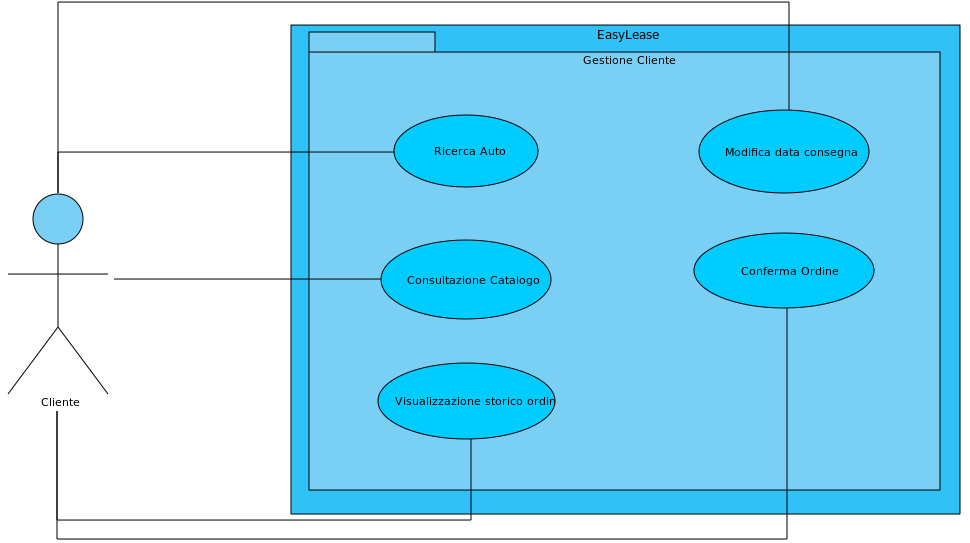 EasyLease
Gestione Cliente
Ricerca Auto
Modifica data consegna
Consultazione Catalogo
Conferma Ordine
Visualizzazione storico ordin
Cliente